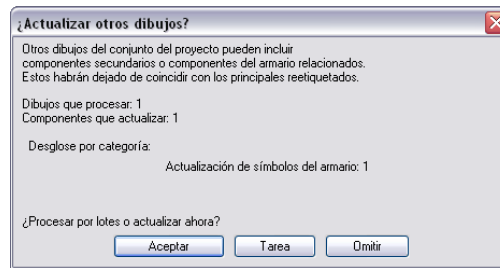 ¿Actualizar otros dibujos?
Otros dibujos del conjunto del proyecto pueden incluir
componentes secundarios o componentes del armario relacionados.
Estos habrán dejado de coincidir con los principales reetiquetados.
Dibujos que procesar: 1
Componentes que actualizar: 1
Desglose por categoría:
Actualización de símbolos del armario: 1
¿Procesar por lotes o actualizar ahora?
Aceptar Tarea Omitir